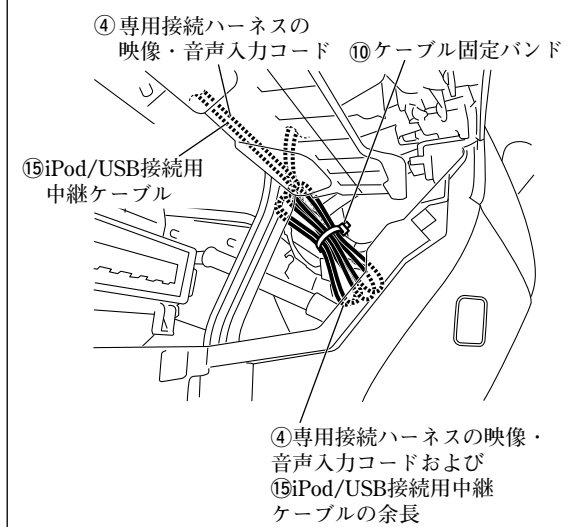 ④専用接続ハーネスの
映像・音声入力コード
⑩ケーブル固定バンド
⑮iPod/USB接続用
中継ケーブル
④専用接続ハーネスの映像・
音声入力コードおよび
⑮iPod/USB接続用中継
ケーブルの余長